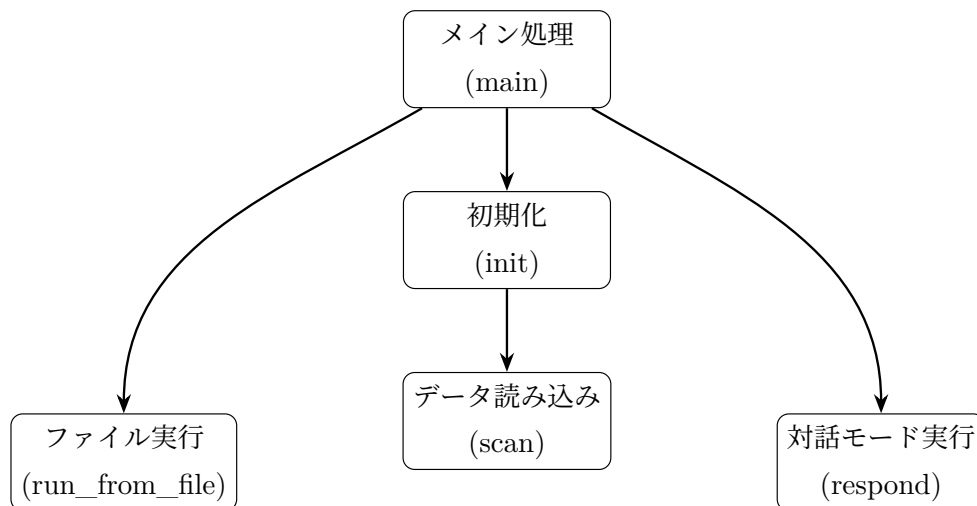 メイン処理
(main)
初期化
(init)
データ読み込み
(scan)
ファイル実行
(run_from_file)
対話モード実行
(respond)